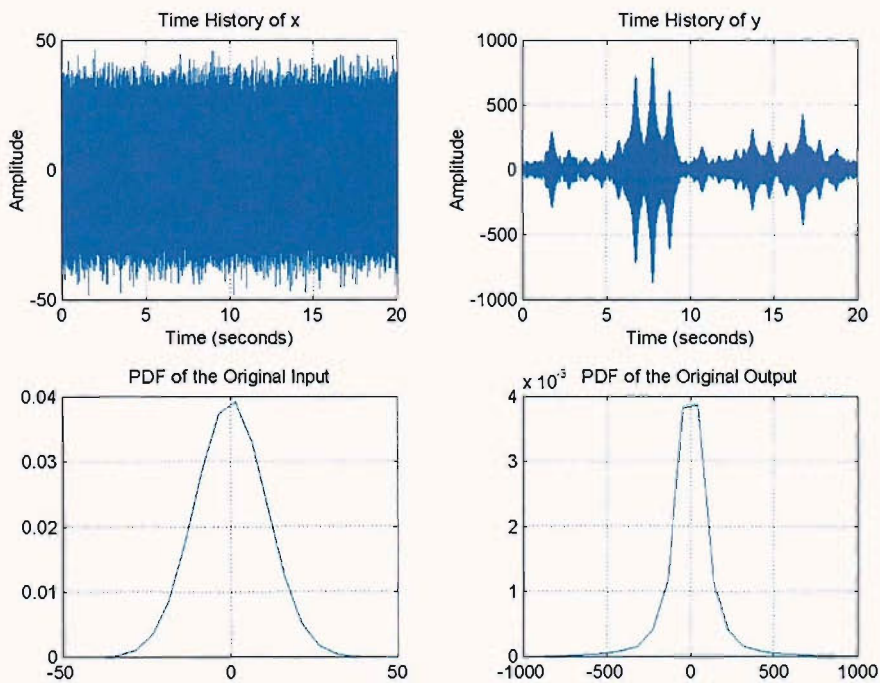 Time History of x
50
0
-50
Amplitude
0 5 10 15 20
Time (seconds)
Time History of y
1000
500
0
-500
-1000
Amplitude
0 5 10 15 20
Time (seconds)
PDF of the Original Input
0.04
0.03
0.02
0.01
0
-50 0 50
PDF of the Original Output
x 10⁻³
4
3
2
1
0
-1000 -500 0 500 1000